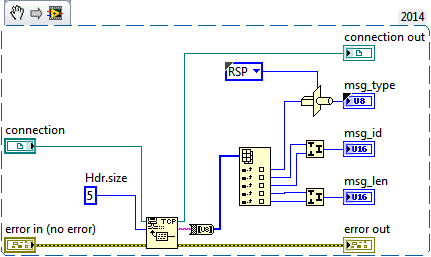 2014
connection out
RSP
msg_type
U8
connection
msg_id
U16
Hdr.size
5
msg_len
U16
TCP
[U8]
error in (no error)
error out